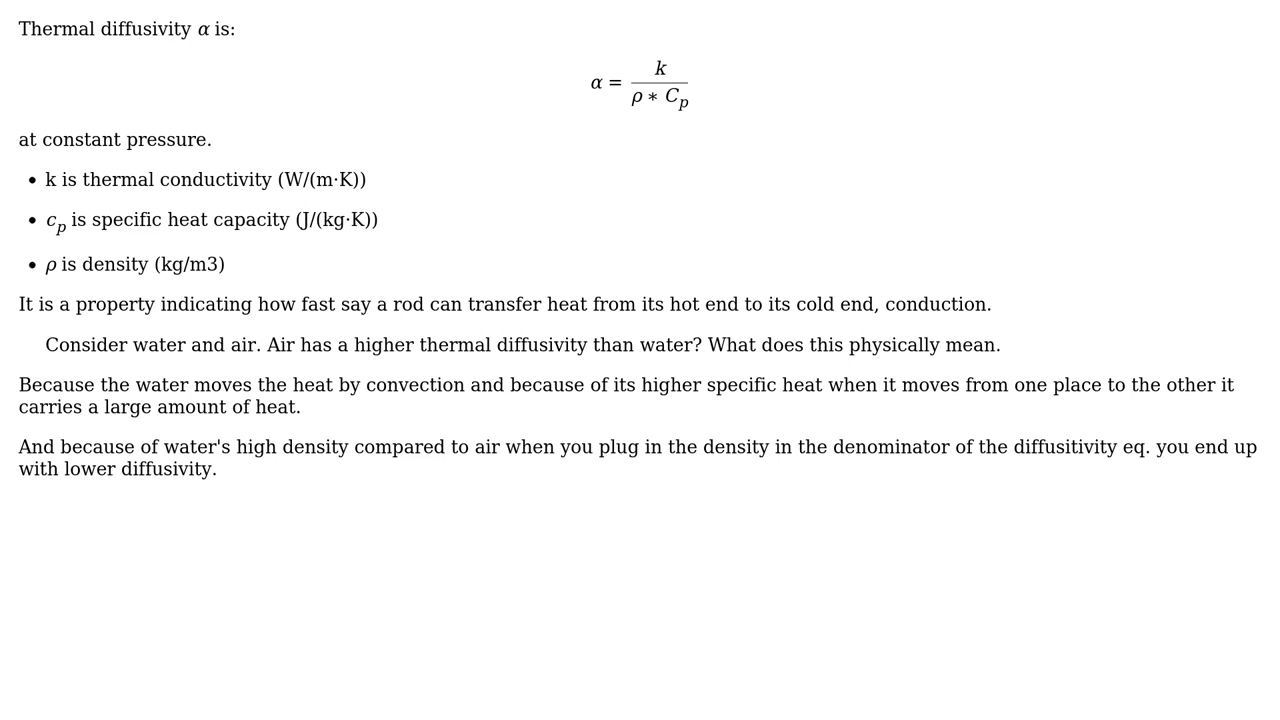 Thermal diffusivity α is:
α = k / ρ ∗ C_p
at constant pressure.
• k is thermal conductivity (W/(m·K))
• c_p is specific heat capacity (J/(kg·K))
• ρ is density (kg/m3)
It is a property indicating how fast say a rod can transfer heat from its hot end to its cold end, conduction.
Consider water and air. Air has a higher thermal diffusivity than water? What does this physically mean.
Because the water moves the heat by convection and because of its higher specific heat when it moves from one place to the other it
carries a large amount of heat.
And because of water's high density compared to air when you plug in the density in the denominator of the diffusitivity eq. you end up
with lower diffusivity.